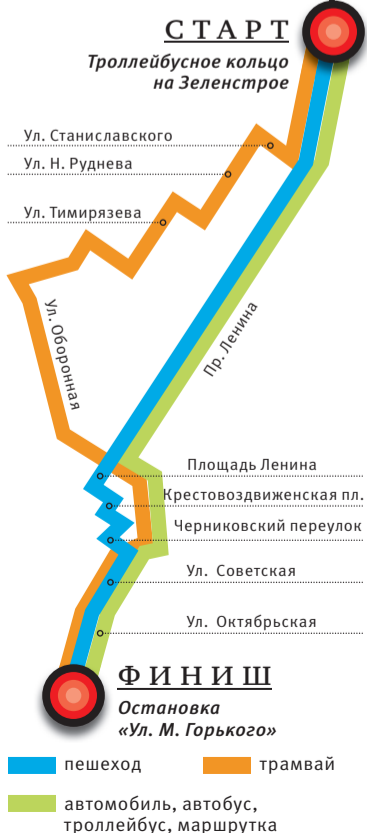 СТАРТ
Троллейбусное кольцо
на Зеленстрое
Ул. Станиславского
Ул. Н. Руднева
Ул. Тимирязева
Ул. Оборонная
Пр. Ленина
Площадь Ленина
Крестовоздвиженская пл.
Черниковский переулок
Ул. Советская
Ул. Октябрьская
ФИНИШ
Остановка
«Ул. М. Горького»
пешеход
трамвай
автомобиль, автобус,
троллейбус, маршрутка